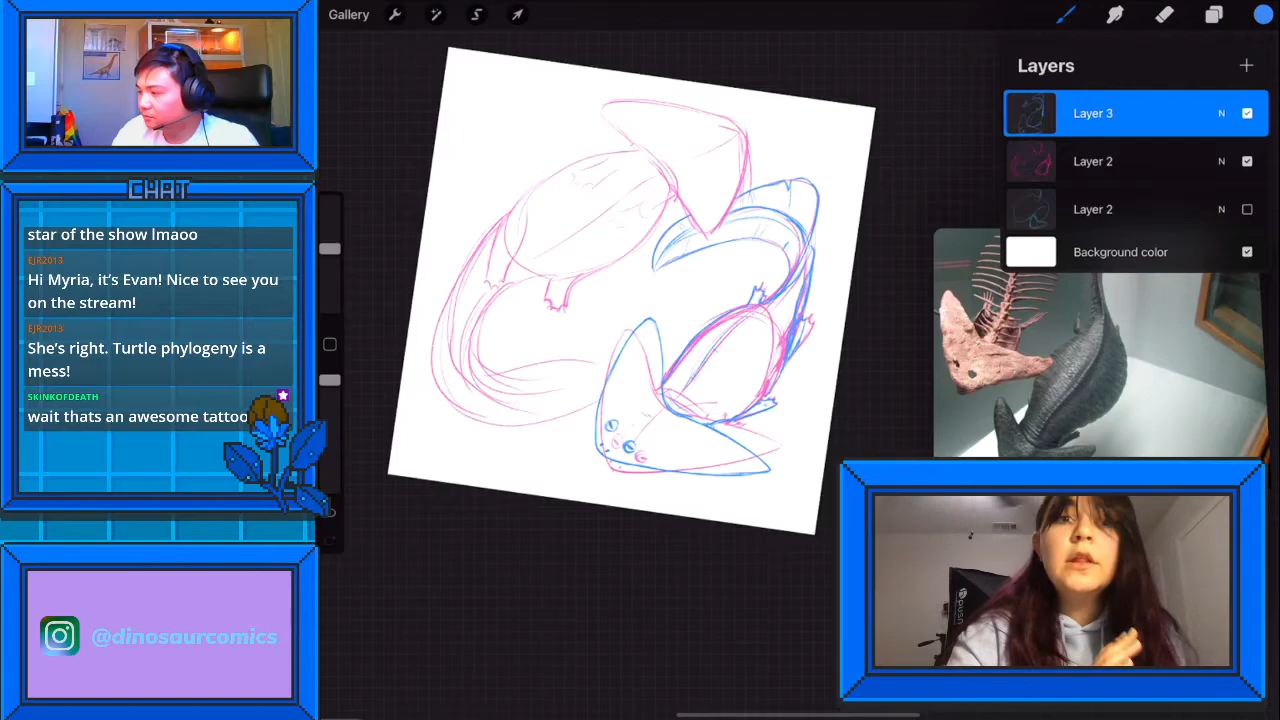 Gallery
Layers
Layer 3
N
Layer 2
N
Layer 2
N
Background color
CHAT
star of the show lmaoo
EJR2013
Hi Myria, it's Evan! Nice to see you
on the stream!
EJR2013
She's right. Turtle phylogeny is a
mess!
SKINKOFDEATH
wait thats an awesome tattoo
@dinosaurcomics